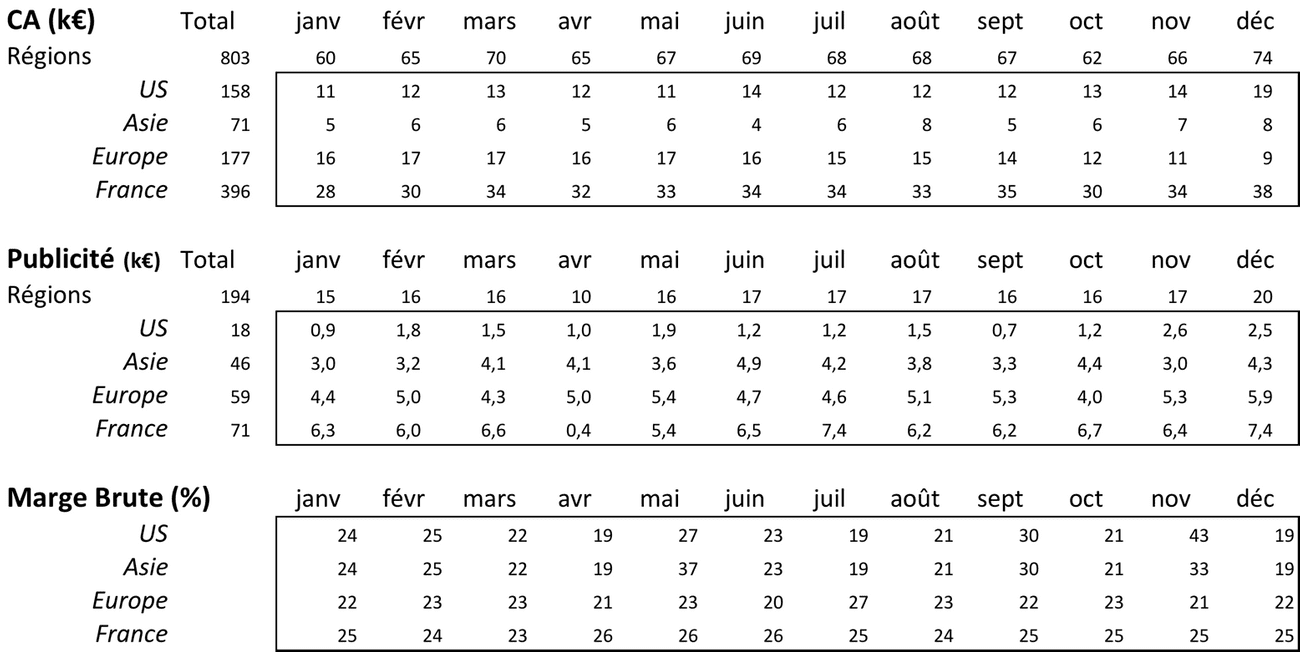 CA (k€) Total janv févr mars avr mai juin juil août sept oct nov déc
Régions 803 60 65 70 65 67 69 68 68 67 62 66 74
US 158 11 12 13 12 11 14 12 12 12 13 14 19
Asie 71 5 6 6 5 6 4 6 8 5 6 7 8
Europe 177 16 17 17 16 17 16 15 15 14 12 11 9
France 396 28 30 34 32 33 34 34 33 35 30 34 38
Publicité (k€) Total janv févr mars avr mai juin juil août sept oct nov déc
Régions 194 15 16 16 10 16 17 17 17 16 16 17 20
US 18 0,9 1,8 1,5 1,0 1,9 1,2 1,2 1,5 0,7 1,2 2,6 2,5
Asie 46 3,0 3,2 4,1 4,1 3,6 4,9 4,2 3,8 3,3 4,4 3,0 4,3
Europe 59 4,4 5,0 4,3 5,0 5,4 4,7 4,6 5,1 5,3 4,0 5,3 5,9
France 71 6,3 6,0 6,6 0,4 5,4 6,5 7,4 6,2 6,2 6,7 6,4 7,4
Marge Brute (%) janv févr mars avr mai juin juil août sept oct nov déc
US 24 25 22 19 27 23 19 21 30 21 43 19
Asie 24 25 22 19 37 23 19 21 30 21 33 19
Europe 22 23 23 21 23 20 27 23 22 23 21 22
France 25 24 23 26 26 26 25 24 25 25 25 25